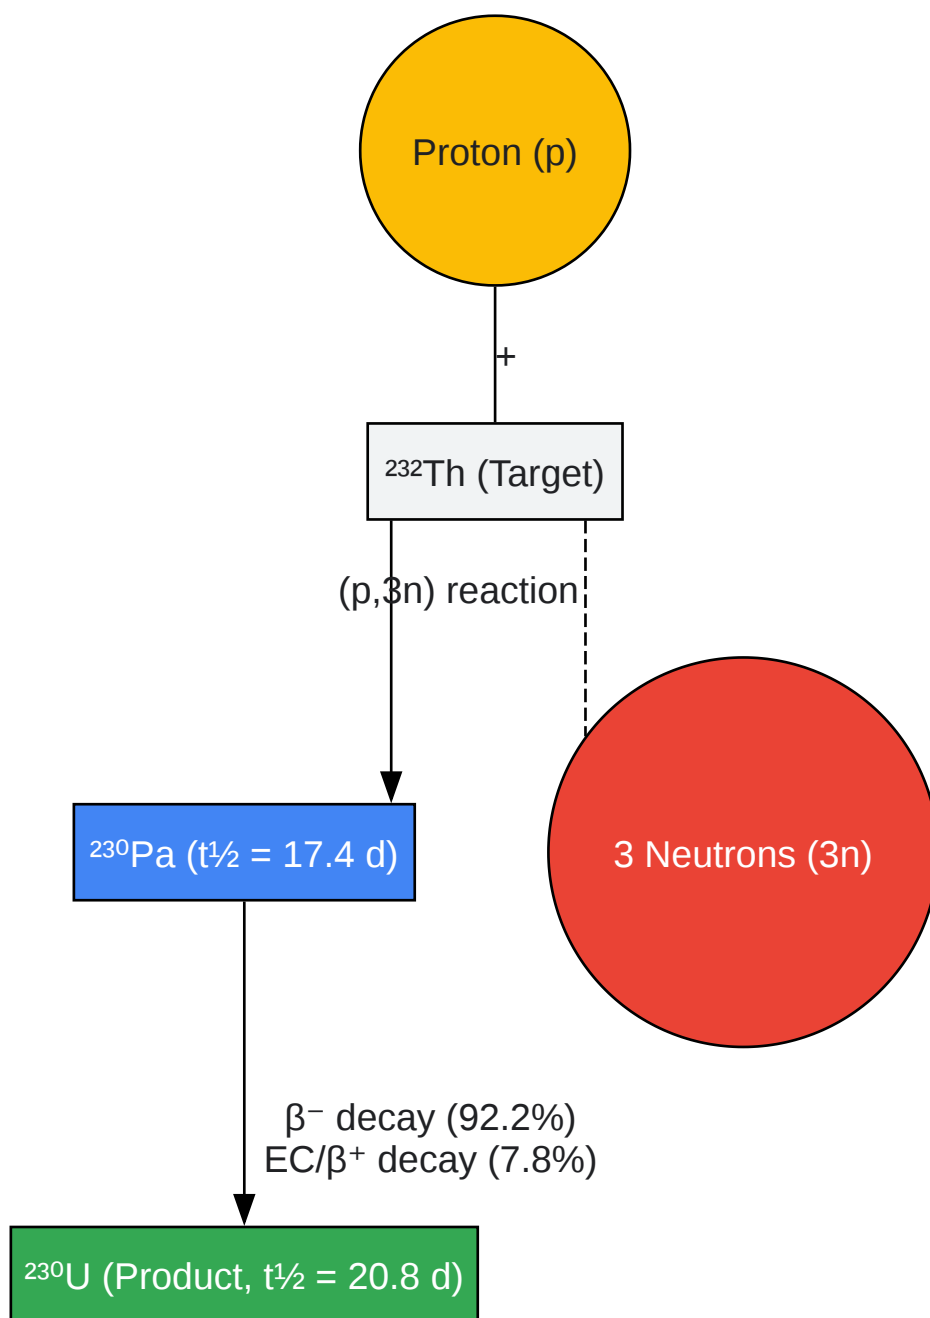 Proton (p)
+
²³²Th (Target)
(p,3n) reaction
²³⁰Pa (t½ = 17.4 d)
3 Neutrons (3n)
β⁻ decay (92.2%)
EC/β⁺ decay (7.8%)
²³⁰U (Product, t½ = 20.8 d)